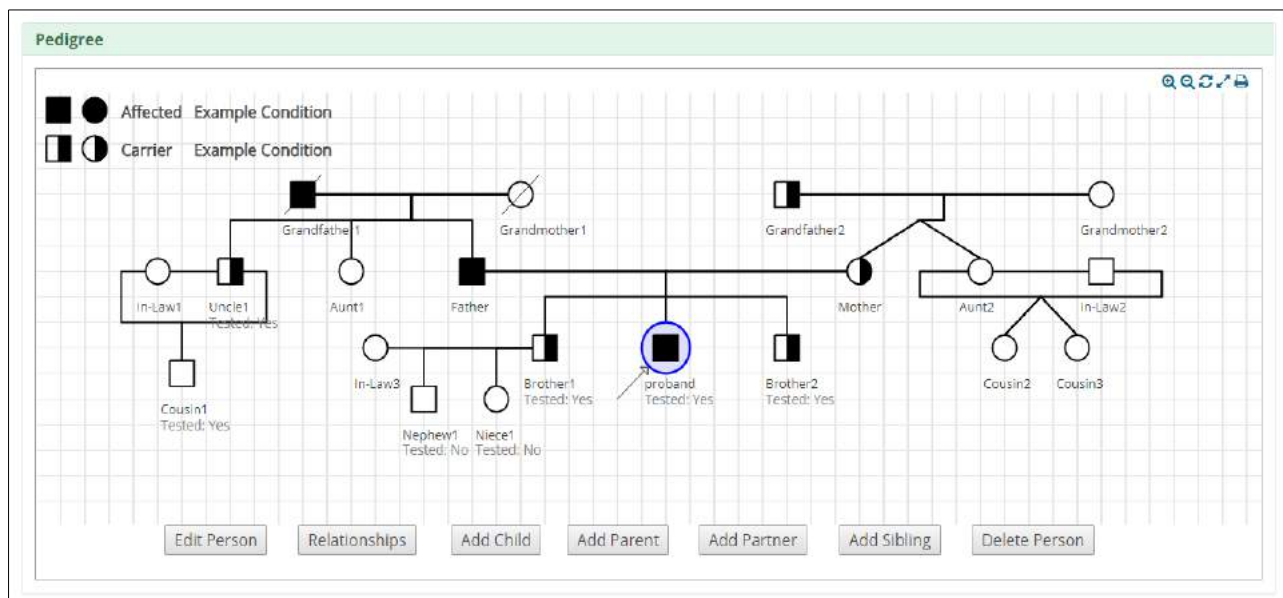 Pedigree
Affected Example Condition
Carrier Example Condition
Grandfather1 Grandmother1 Grandfather2 Grandmother2
In-Law1 Uncle1 Aunt1 Father Mother Aunt2 In-Law2
Tested: Yes
In-Law3 Brother1 proband Brother2 Cousin2 Cousin3
Tested: Yes Tested: Yes Tested: Yes
Cousin1
Tested: Yes
Nephew1 Niece1
Tested: No Tested: No
Edit Person Relationships Add Child Add Parent Add Partner Add Sibling Delete Person